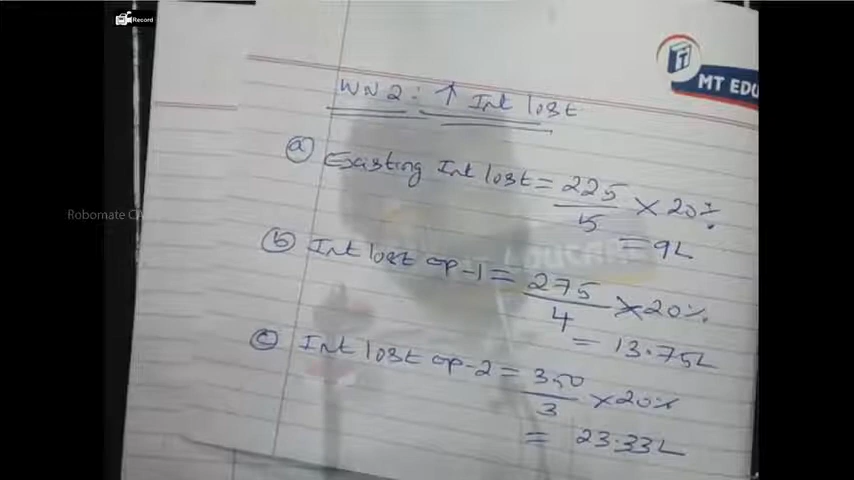 Record
MT EDU
WN 2: ↑ Int lost
Robomate CA
(a) Existing Int lost = 225/5 × 20%
= 9L
(b) Int lost op-1 = 275/4 × 20%
= 13.75L
(c) Int lost op-2 = 350/3 × 20%
= 23.33L